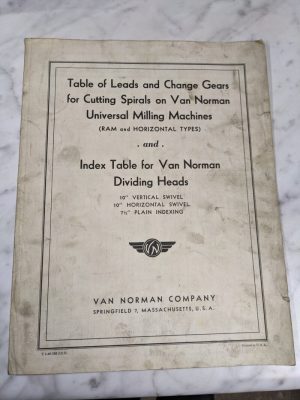 Table of Leads and Change Gears
for Cutting Spirals on Van Norman
Universal Milling Machines
(RAM and HORIZONTAL TYPES)
. and .
Index Table for Van Norman
Dividing Heads
10" VERTICAL SWIVEL
10" HORIZONTAL SWIVEL
7½" PLAIN INDEXING
VN
VAN NORMAN COMPANY
SPRINGFIELD 7, MASSACHUSETTS, U.S.A.